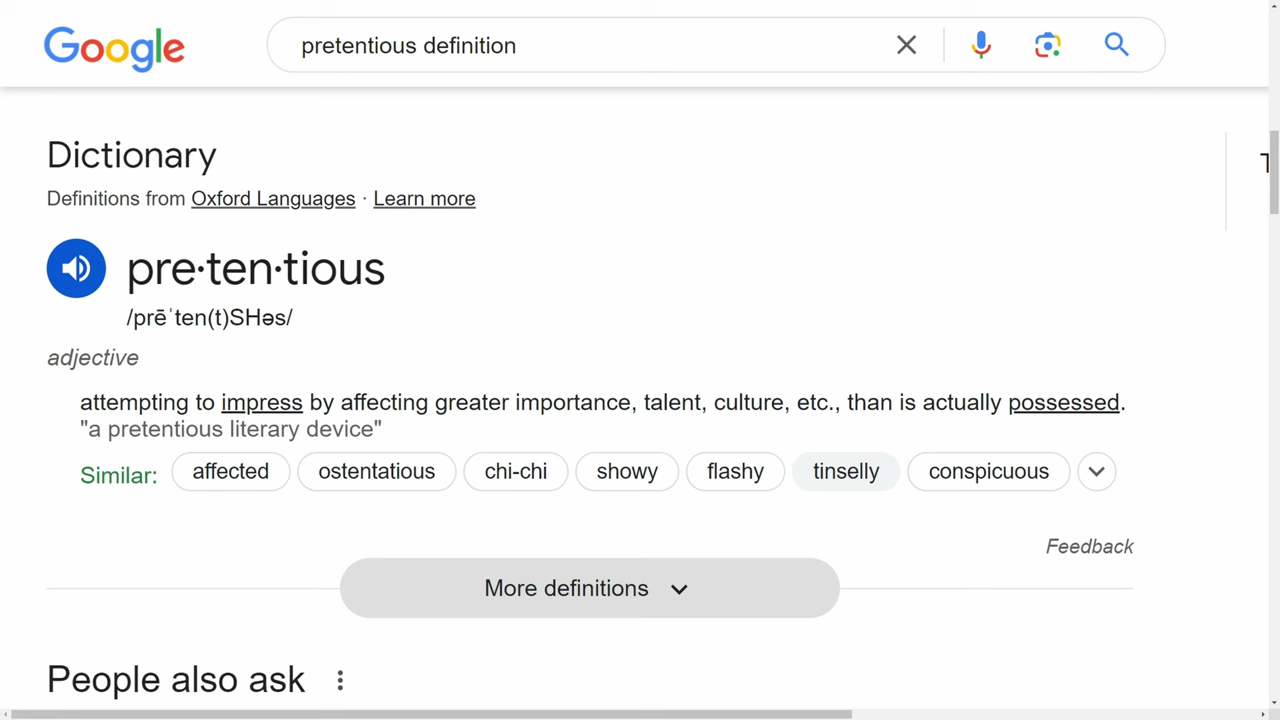 Google
pretentious definition
Dictionary
Definitions from Oxford Languages · Learn more
pre·ten·tious
/prēˈten(t)SHəs/
adjective
attempting to impress by affecting greater importance, talent, culture, etc., than is actually possessed.
"a pretentious literary device"
Similar: affected ostentatious chi-chi showy flashy tinselly conspicuous
Feedback
More definitions
People also ask